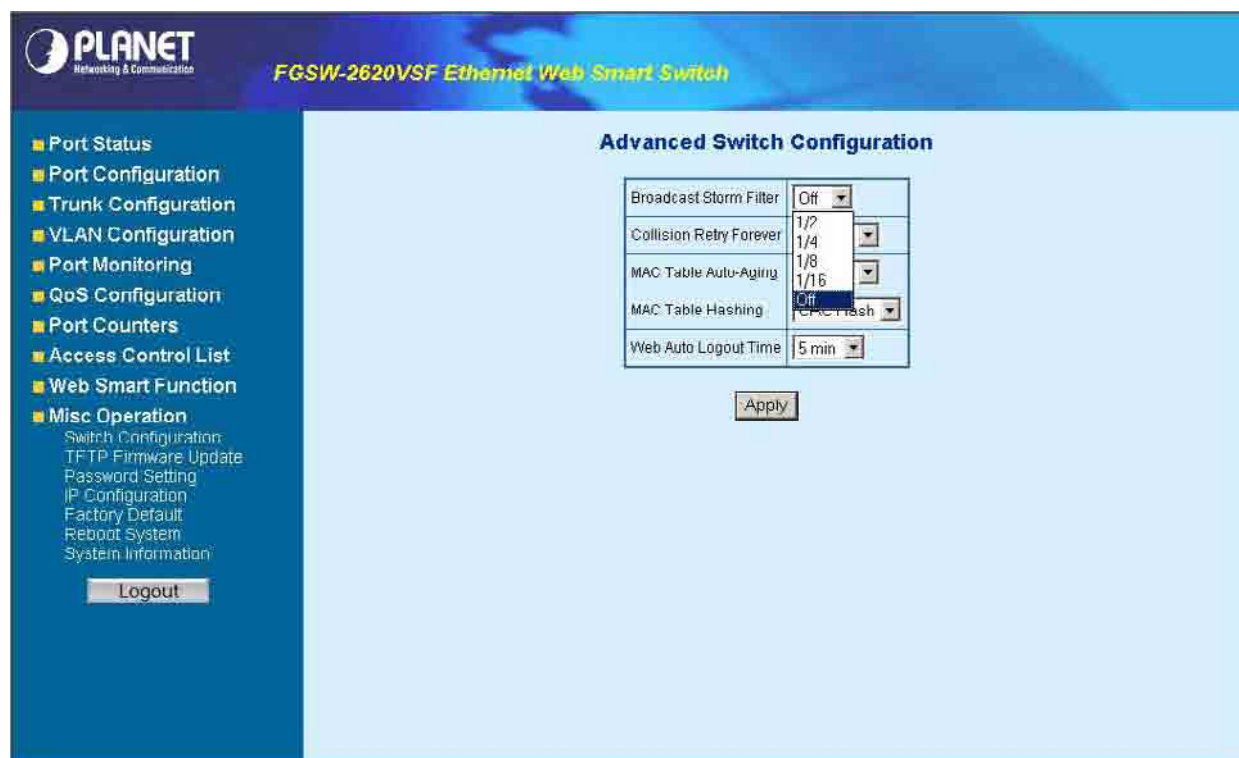 PLANET
Networking & Communication
FGSW-2620VSF Ethernet Web Smart Switch
Port Status
Port Configuration
Trunk Configuration
VLAN Configuration
Port Monitoring
QoS Configuration
Port Counters
Access Control List
Web Smart Function
Misc Operation
Switch Configuration
TFTP Firmware Update
Password Setting
IP Configuration
Factory Default
Reboot System
System Information
Logout
Advanced Switch Configuration
Broadcast Storm Filter Off
1/2
1/4
1/8
1/16
Off
Collision Retry Forever
MAC Table Auto-Aging
MAC Table Hashing
Web Auto Logout Time 5 min
Apply